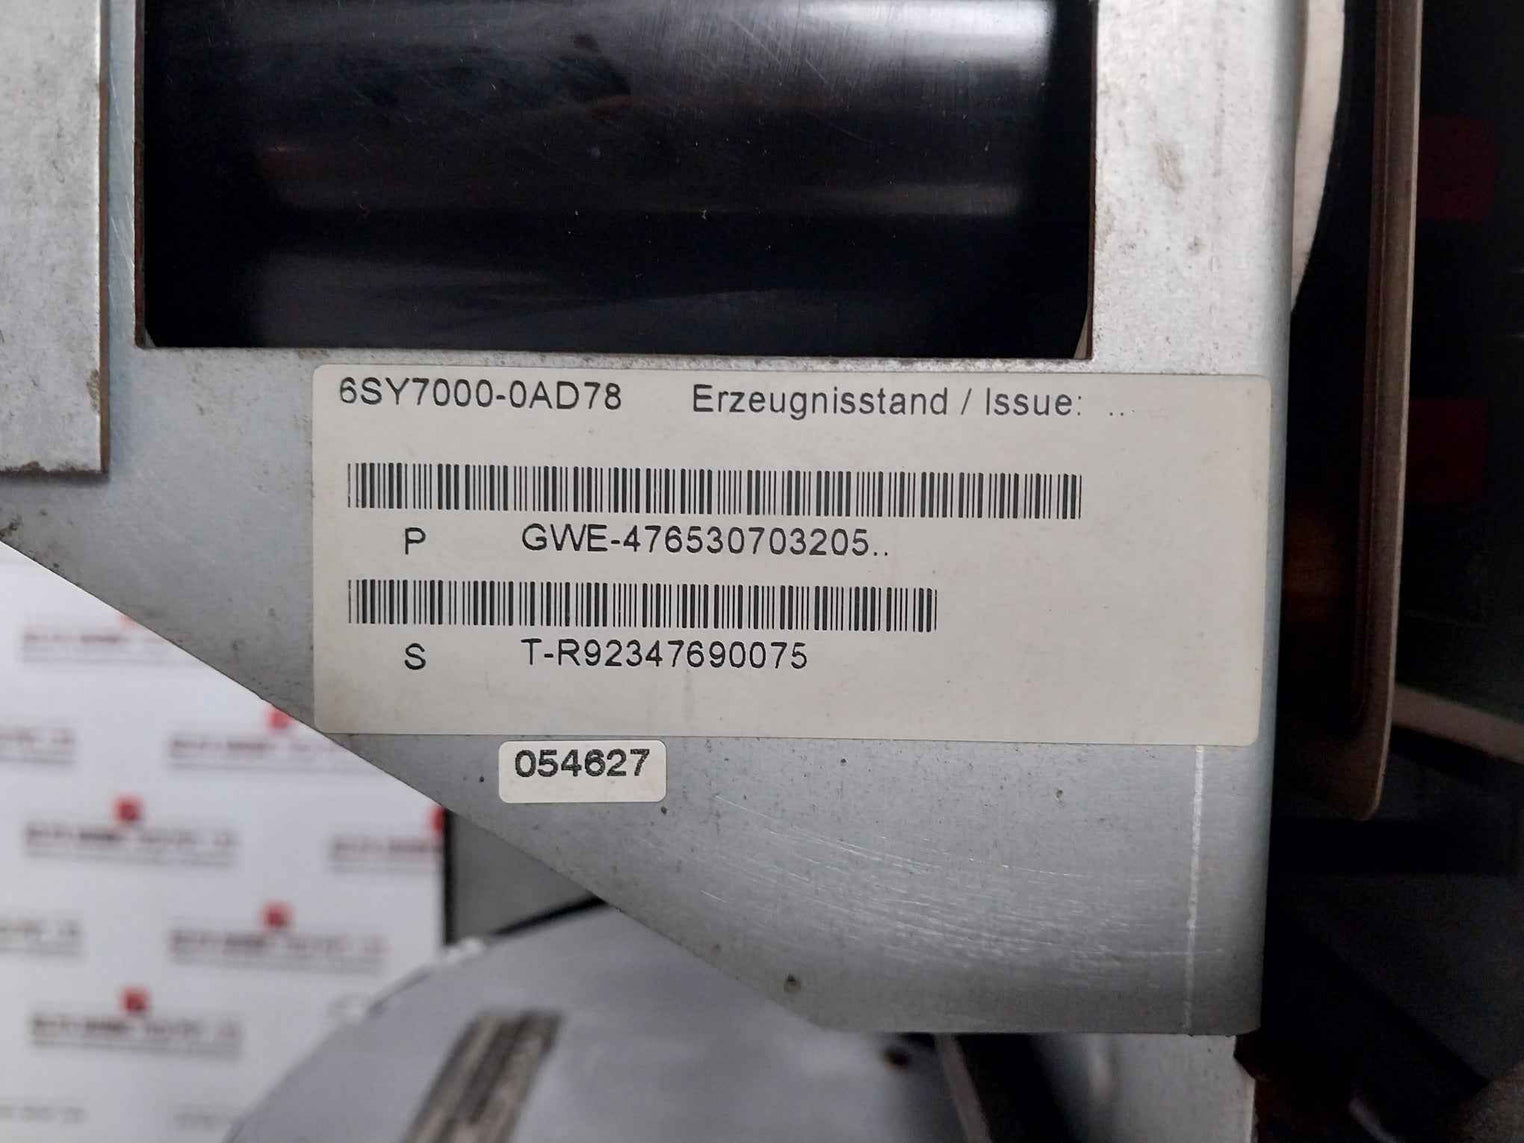 6SY7000-0AD78 Erzeugnisstand / Issue: ..
P GWE-476530703205..
S T-R92347690075
054627